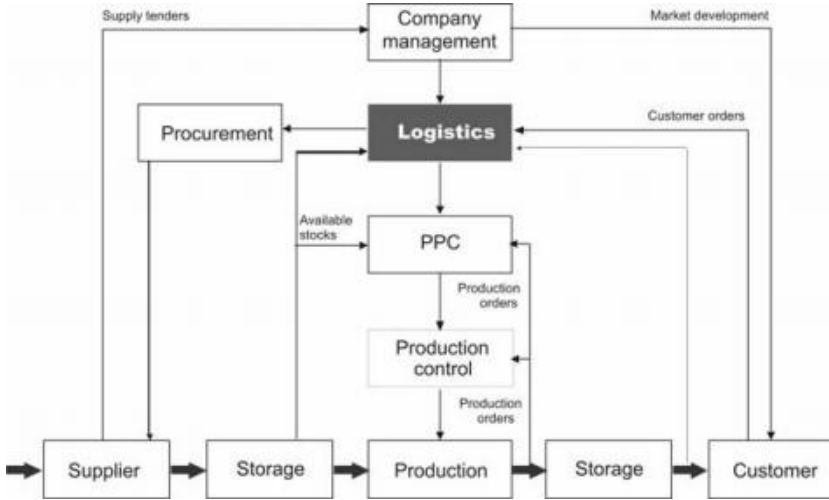 Supply tenders
Company
management
Market development
Procurement
Logistics
Customer orders
Available
stocks
PPC
Production
orders
Production
control
Production
orders
Supplier
Storage
Production
Storage
Customer